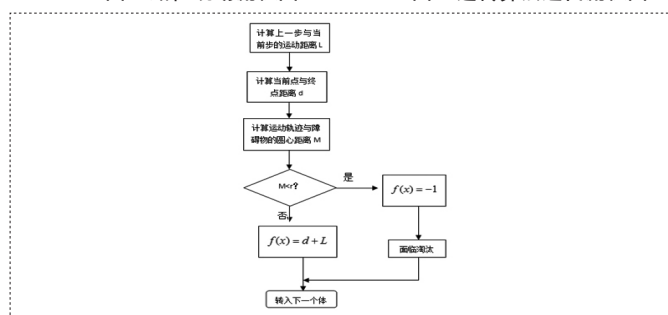 计算上一步与当
前步的运动距离 L
计算当前点与终
点距离 d
计算运动轨迹与障
碍物的圆心距离 M
M<r?
是
f(x)=-1
否
f(x)=d+L
面临淘汰
转入下一个体